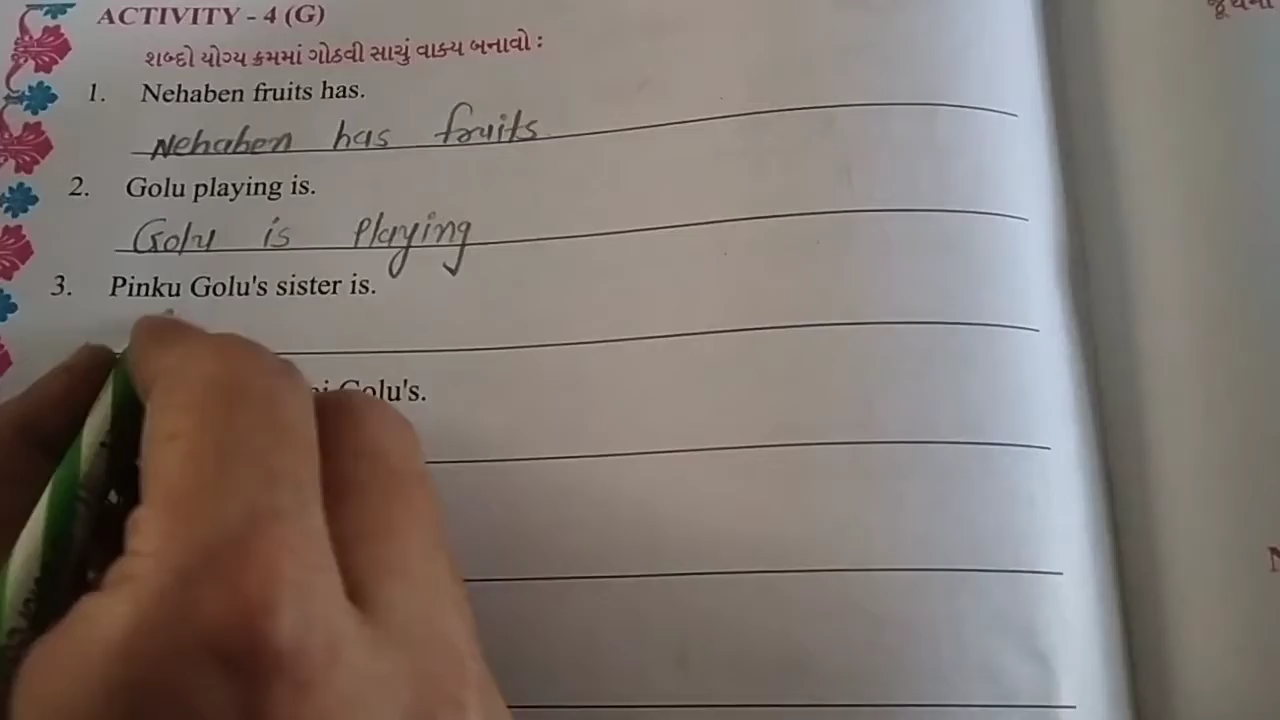 ACTIVITY - 4 (G)
શબ્દો યોગ્ય ક્રમમાં ગોઠવી સાચું વાક્ય બનાવો :
1. Nehaben fruits has.
Nehaben has fruits
2. Golu playing is.
Golu is Playing
3. Pinku Golu's sister is.
Golu's.